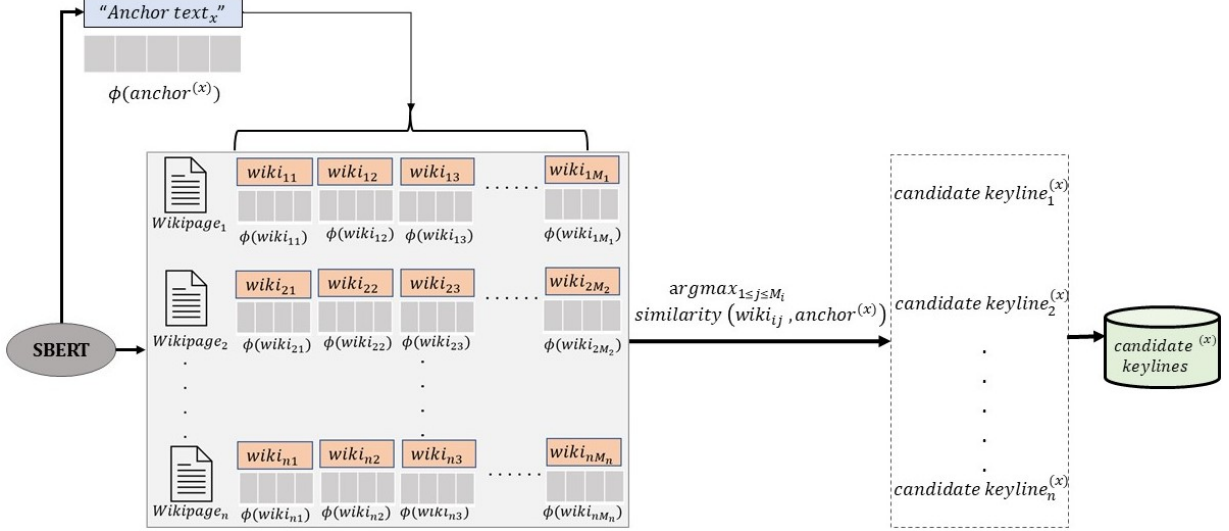 “Anchor text_x”
ϕ(anchor^(x))
wiki_11 wiki_12 wiki_13 ...... wiki_1M_1
Wikipage_1
ϕ(wiki_11) ϕ(wiki_12) ϕ(wiki_13) ϕ(wiki_1M_1)
wiki_21 wiki_22 wiki_23 ...... wiki_2M_2
Wikipage_2
ϕ(wiki_21) ϕ(wiki_22) ϕ(wiki_23) ϕ(wiki_2M_2)
SBERT
wiki_n1 wiki_n2 wiki_n3 ...... wiki_nM_n
Wikipage_n
ϕ(wiki_n1) ϕ(wiki_n2) ϕ(wiki_n3) ϕ(wiki_nM_n)
argmax_1≤j≤M_i
similarity (wiki_ij, anchor^(x))
candidate keyline_1^(x)
candidate keyline_2^(x)
candidate keyline_n^(x)
candidate ^(x)
keylines